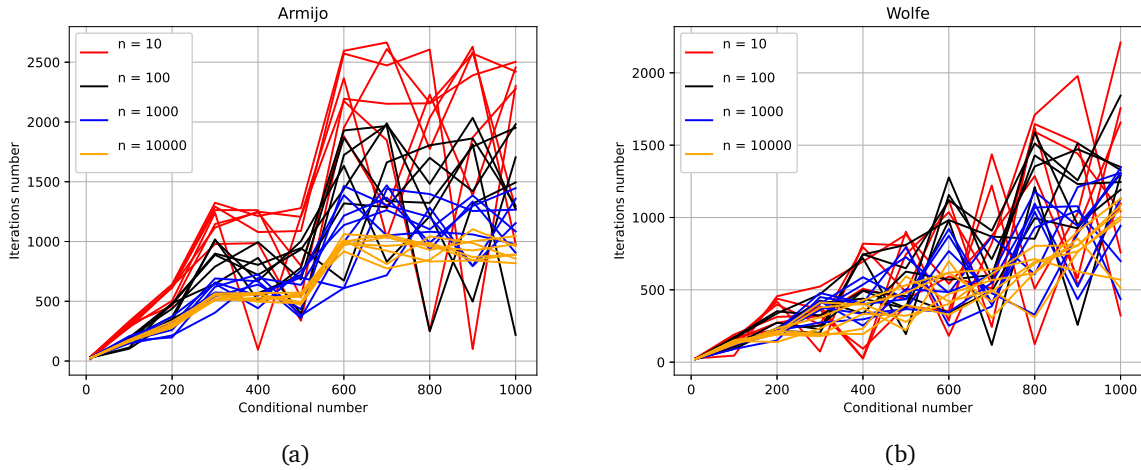 Armijo
n = 10
n = 100
n = 1000
n = 10000
Iterions number
2500
2000
1500
1000
500
0
0
200
400
600
800
1000
Conditional number
(a)
Wolfe
n = 10
n = 100
n = 1000
n = 10000
Iterions number
2000
1500
1000
500
0
0
200
400
600
800
1000
Conditional number
(b)